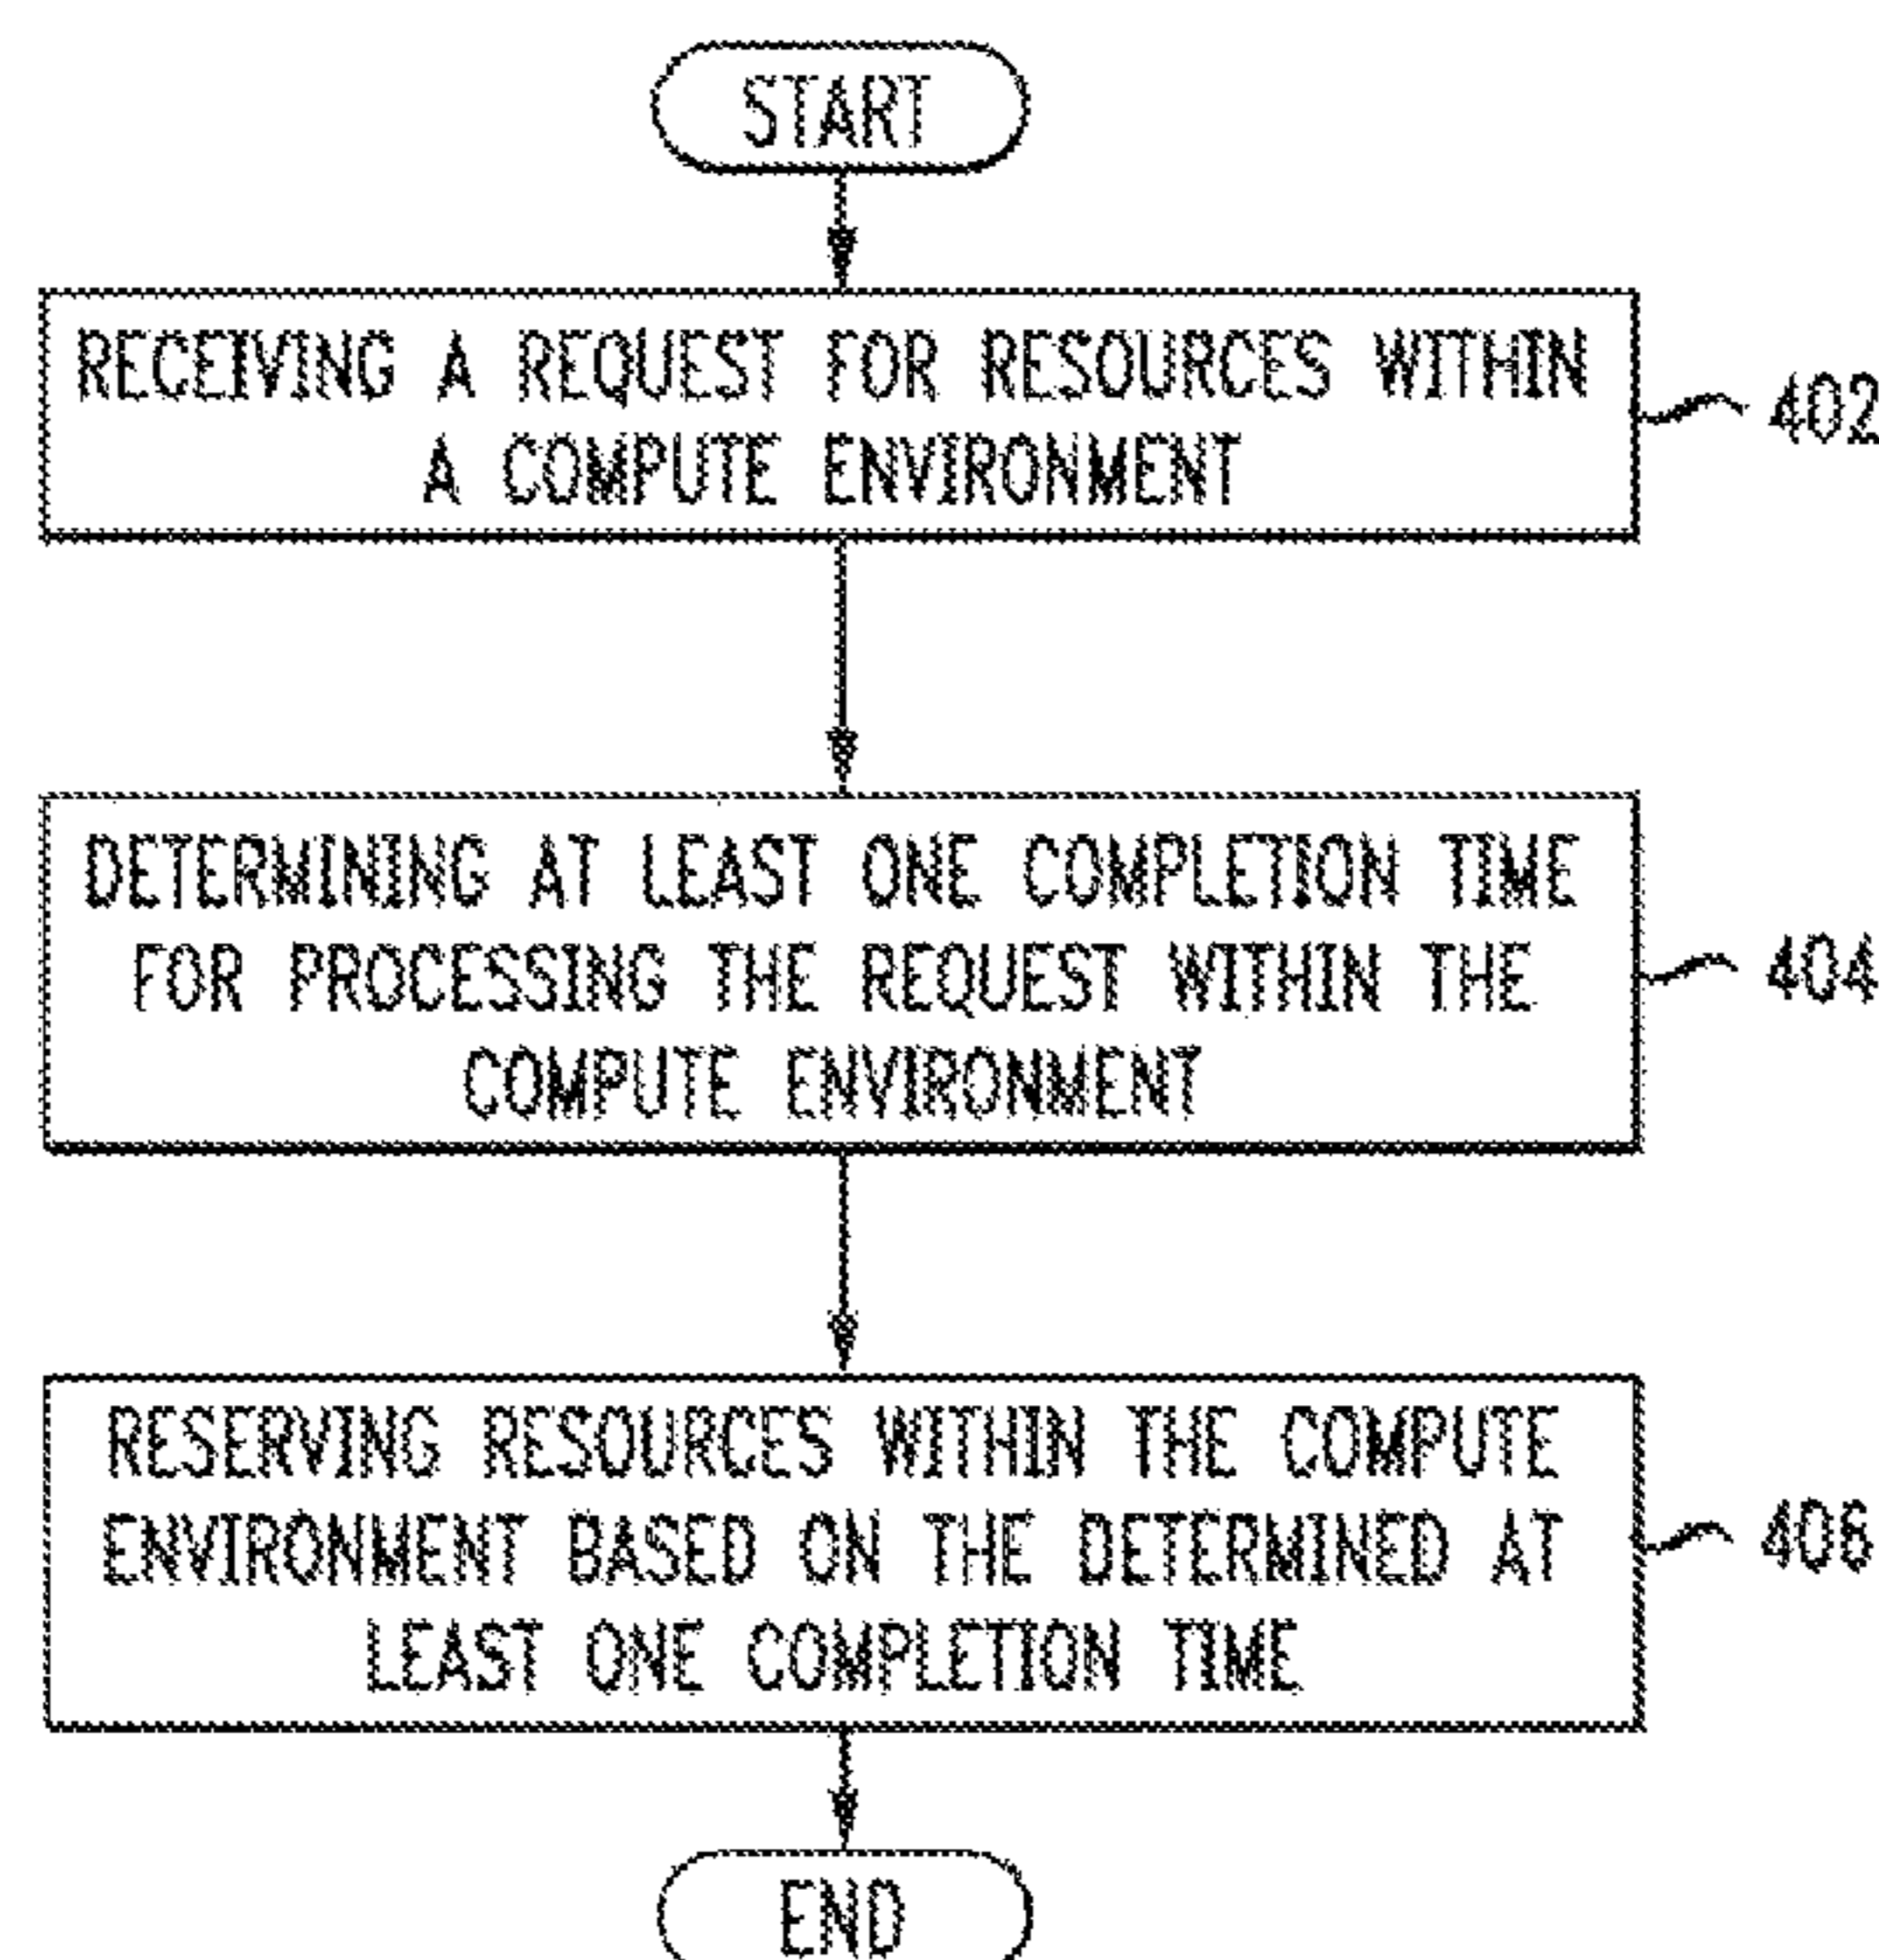 START
RECEIVING A REQUEST FOR RESOURCES WITHIN
A COMPUTE ENVIRONMENT
402
DETERMINING AT LEAST ONE COMPLETION TIME
FOR PROCESSING THE REQUEST WITHIN THE
COMPUTE ENVIRONMENT
404
RESERVING RESOURCES WITHIN THE COMPUTE
ENVIRONMENT BASED ON THE DETERMINED AT
LEAST ONE COMPLETION TIME
406
END